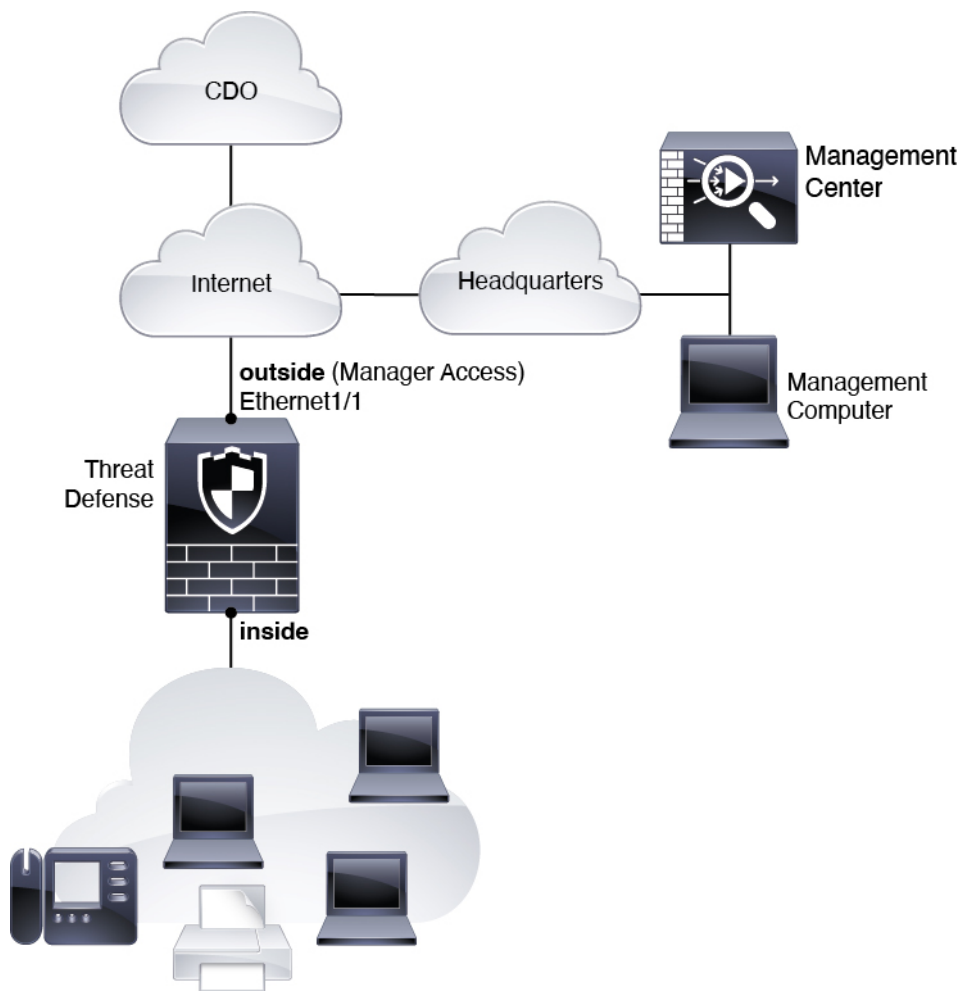 CDO
Management
Center
Internet
Headquarters
outside (Manager Access)
Ethernet1/1
Management
Computer
Threat
Defense
inside